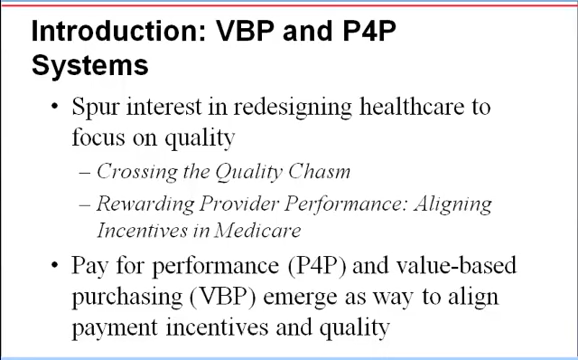 Introduction: VBP and P4P
Systems
• Spur interest in redesigning healthcare to
focus on quality
– Crossing the Quality Chasm
– Rewarding Provider Performance: Aligning
Incentives in Medicare
• Pay for performance (P4P) and value-based
purchasing (VBP) emerge as way to align
payment incentives and quality